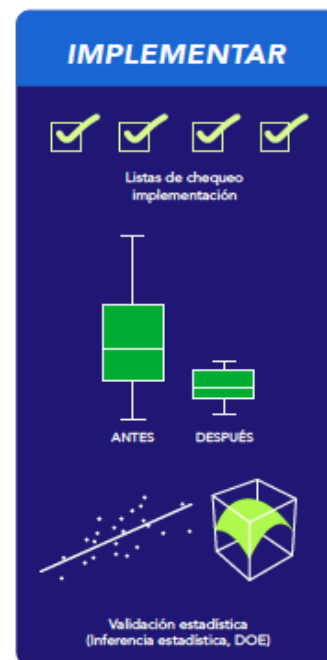 IMPLEMENTAR
Listas de chequeo
implementación
ANTES
DESPUÉS
Validación estadística
(Inferencia estadística, DOE)